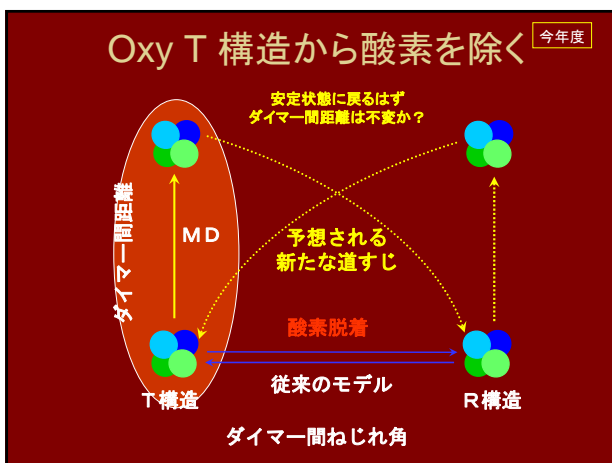 Oxy T 構造から酸素を除く
今年度
安定状態に戻るはず
ダイマー間距離は不変か？
ダイマー間距離
ＭＤ
予想される
新たな道すじ
酸素脱着
従来のモデル
Ｔ構造
Ｒ構造
ダイマー間ねじれ角